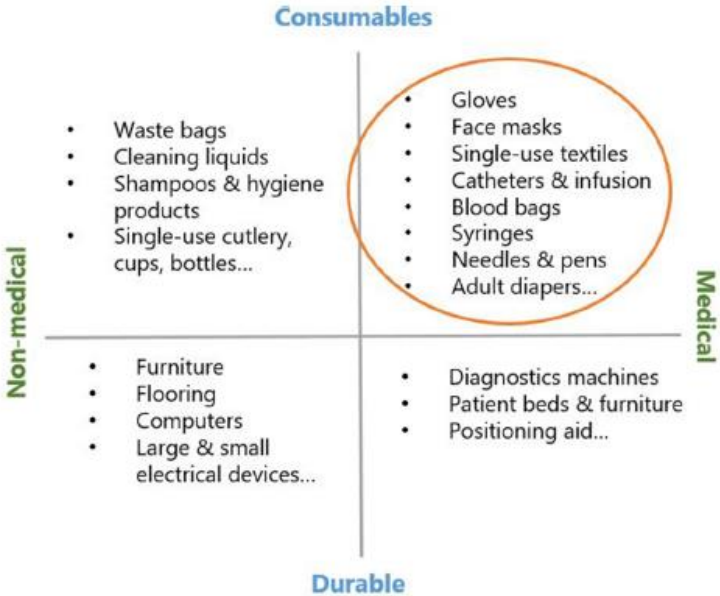 Consumables
• Waste bags
• Cleaning liquids
• Shampoos & hygiene
products
• Single-use cutlery,
cups, bottles...
• Gloves
• Face masks
• Single-use textiles
• Catheters & infusion
• Blood bags
• Syringes
• Needles & pens
• Adult diapers...
Non-medical
Medical
• Furniture
• Flooring
• Computers
• Large & small
electrical devices...
• Diagnostics machines
• Patient beds & furniture
• Positioning aid...
Durable